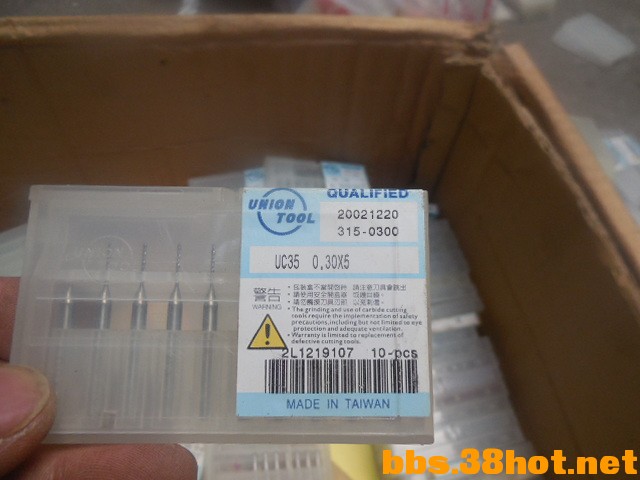 UNION
TOOL
QUALIFIED
20021220
315-0300
UC35 0,30X5
警告
WARNING
The grinding and use of carbide cutting
tools require the implementation of safety
precautions,including but not limited to eye
protection and adequate ventilation.
Warranty is limited to replacement of
defective cutting tools.
2L1219107 10-pcs
MADE IN TAIWAN
bbs.38hot.net